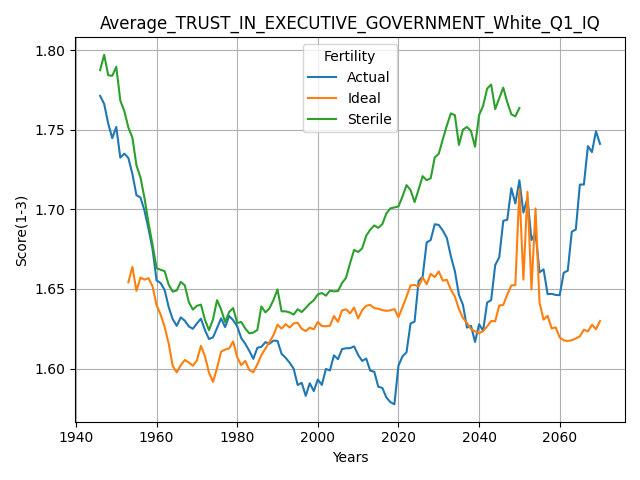 Average_TRUST_IN_EXECUTIVE_GOVERNMENT_White_Q1_IQ
Fertility
Actual
Ideal
Sterile
Score(1-3)
1.80
1.75
1.70
1.65
1.60
1940
1960
1980
2000
2020
2040
2060
Years